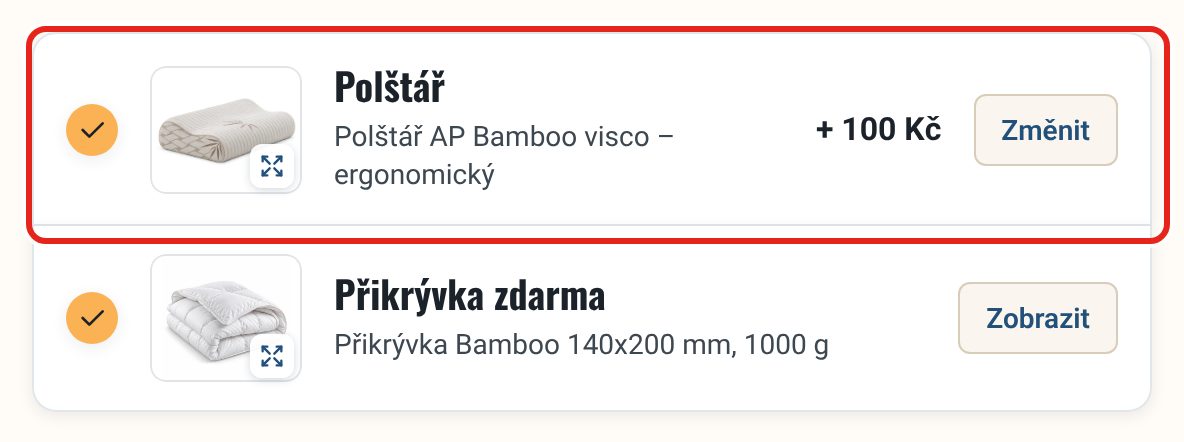 Polštář
Polštář AP Bamboo visco –
ergonomický
+ 100 Kč
Změnit
Přikrývka zdarma
Přikrývka Bamboo 140x200 mm, 1000 g
Zobrazit